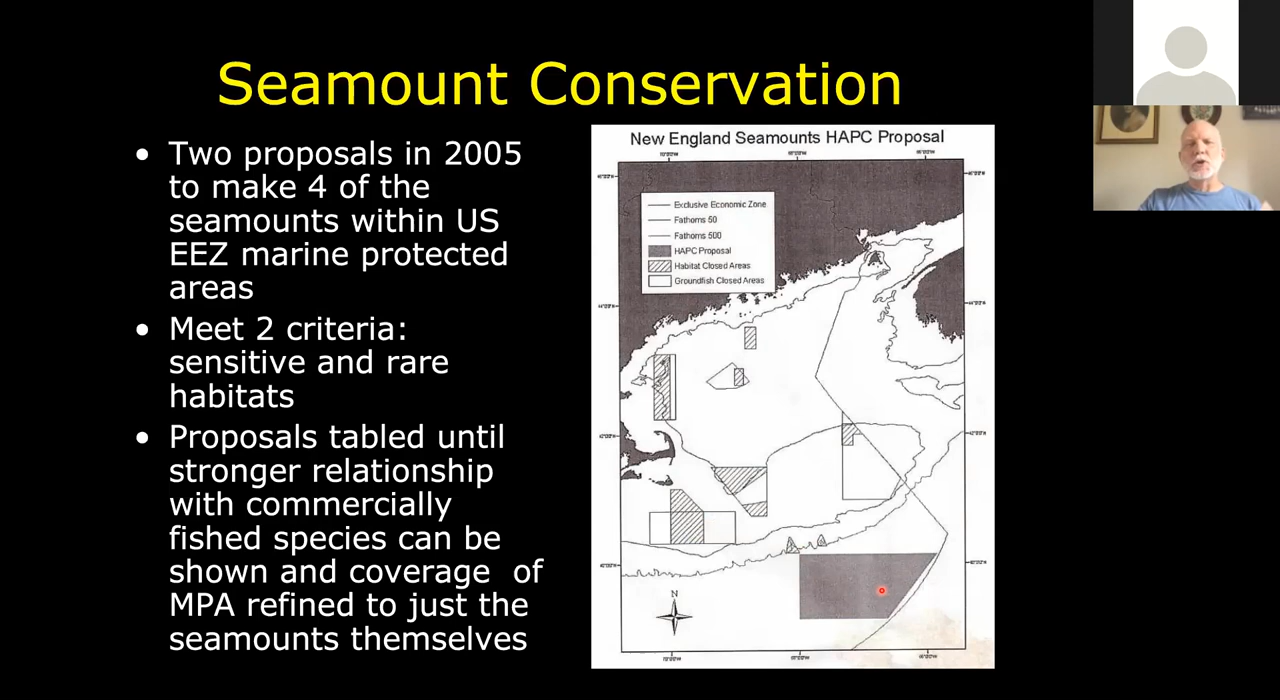 Seamount Conservation
Two proposals in 2005
to make 4 of the
seamounts within US
EEZ marine protected
areas
Meet 2 criteria:
sensitive and rare
habitats
Proposals tabled until
stronger relationship
with commercially
fished species can be
shown and coverage of
MPA refined to just the
seamounts themselves
New England Seamounts HAPC Proposal
Exclusive Economic Zone
Fathoms 50
Fathoms 500
HAPC Proposal
Habitat Closed Areas
Groundfish Closed Areas
N